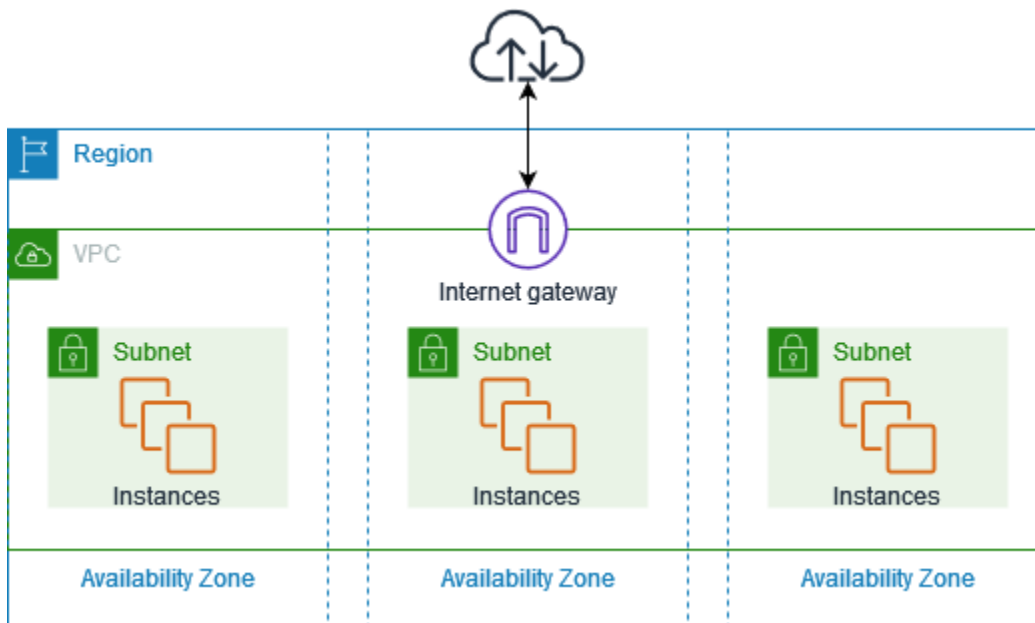 Region
VPC
Internet gateway
Subnet
Subnet
Subnet
Instances
Instances
Instances
Availability Zone
Availability Zone
Availability Zone